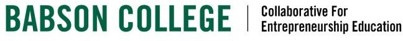 BABSON COLLEGE
Collaborative For
Entrepreneurship Education